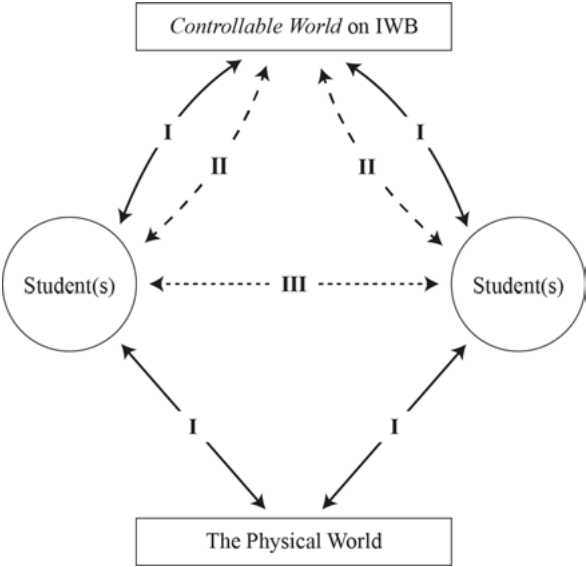 Controllable World on IWB
I
I
II
II
Student(s)
III
Student(s)
I
I
The Physical World